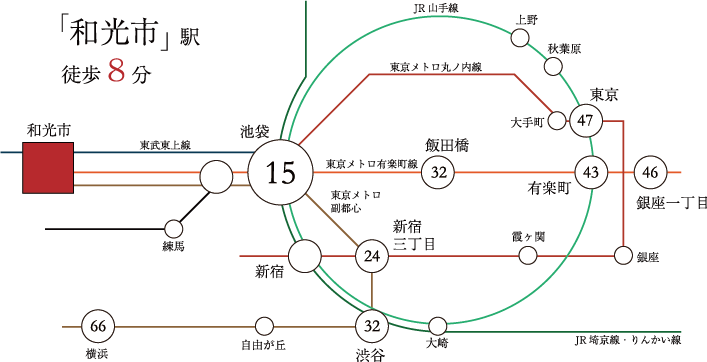 「和光市」駅
徒歩8分
JR山手線
上野
秋葉原
東京メトロ丸ノ内線
東京
大手町
47
和光市
東武東上線
池袋
15
東京メトロ有楽町線
飯田橋
32
有楽町
43
46
銀座一丁目
東京メトロ
副都心
練馬
新宿
新宿
三丁目
24
霞ヶ関
銀座
66
横浜
自由が丘
32
渋谷
大崎
JR埼京線・りんかい線